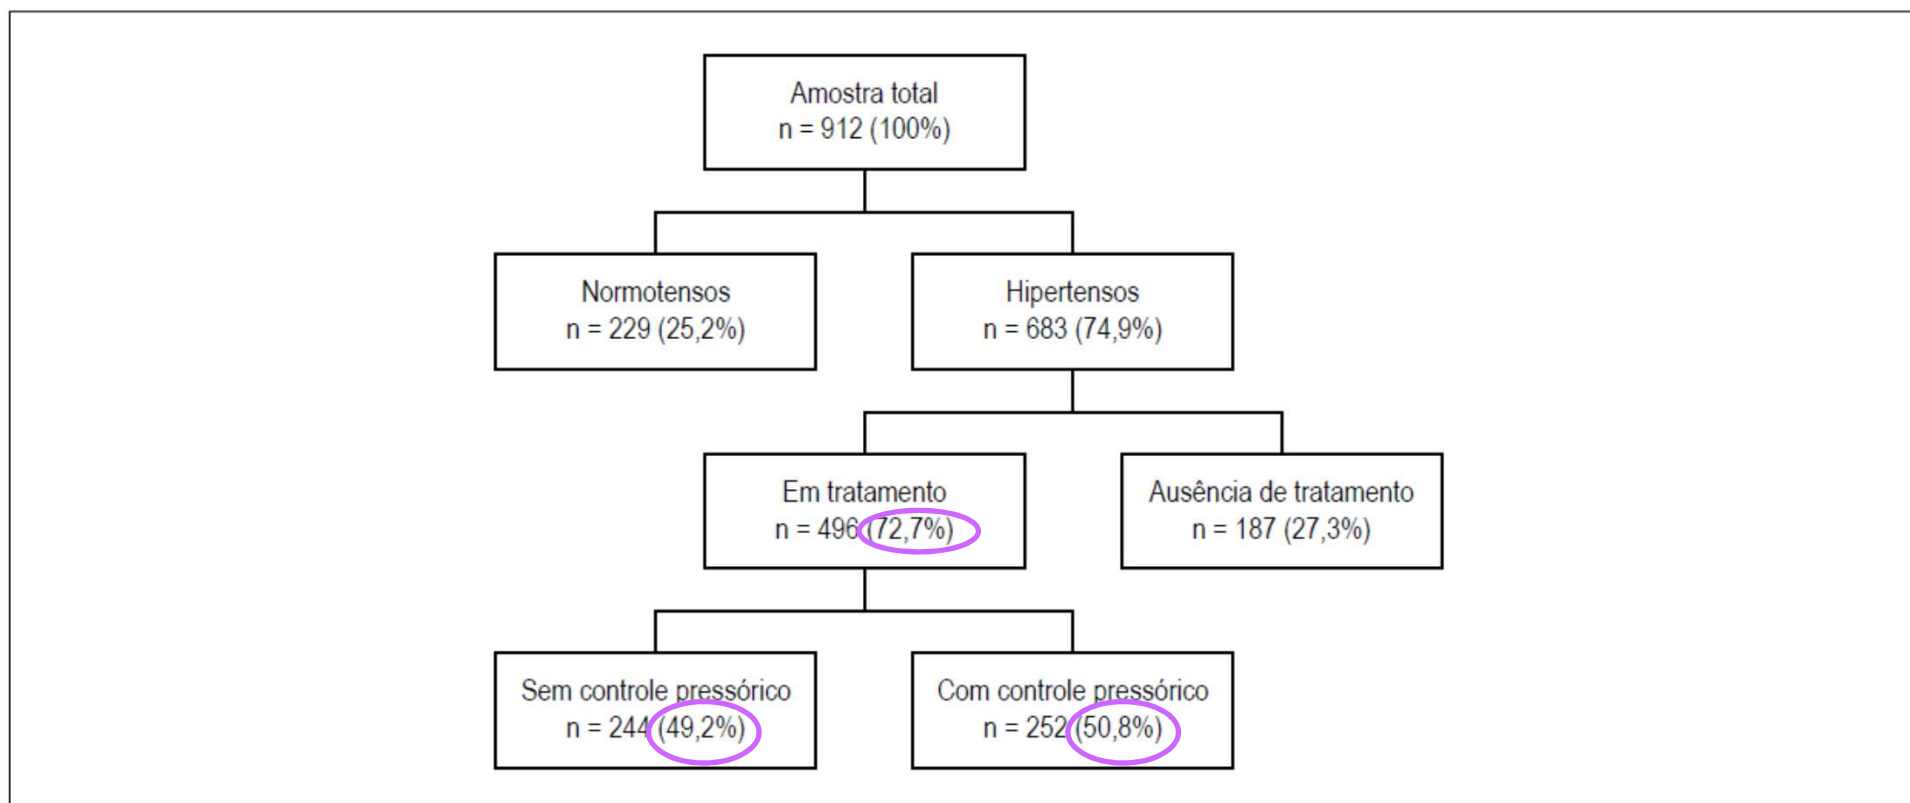 Amostra total
n = 912 (100%)
Normotensos
n = 229 (25,2%)
Hipertensos
n = 683 (74,9%)
Em tratamento
n = 496 (72,7%)
Ausência de tratamento
n = 187 (27,3%)
Sem controle pressórico
n = 244 (49,2%)
Com controle pressórico
n = 252 (50,8%)